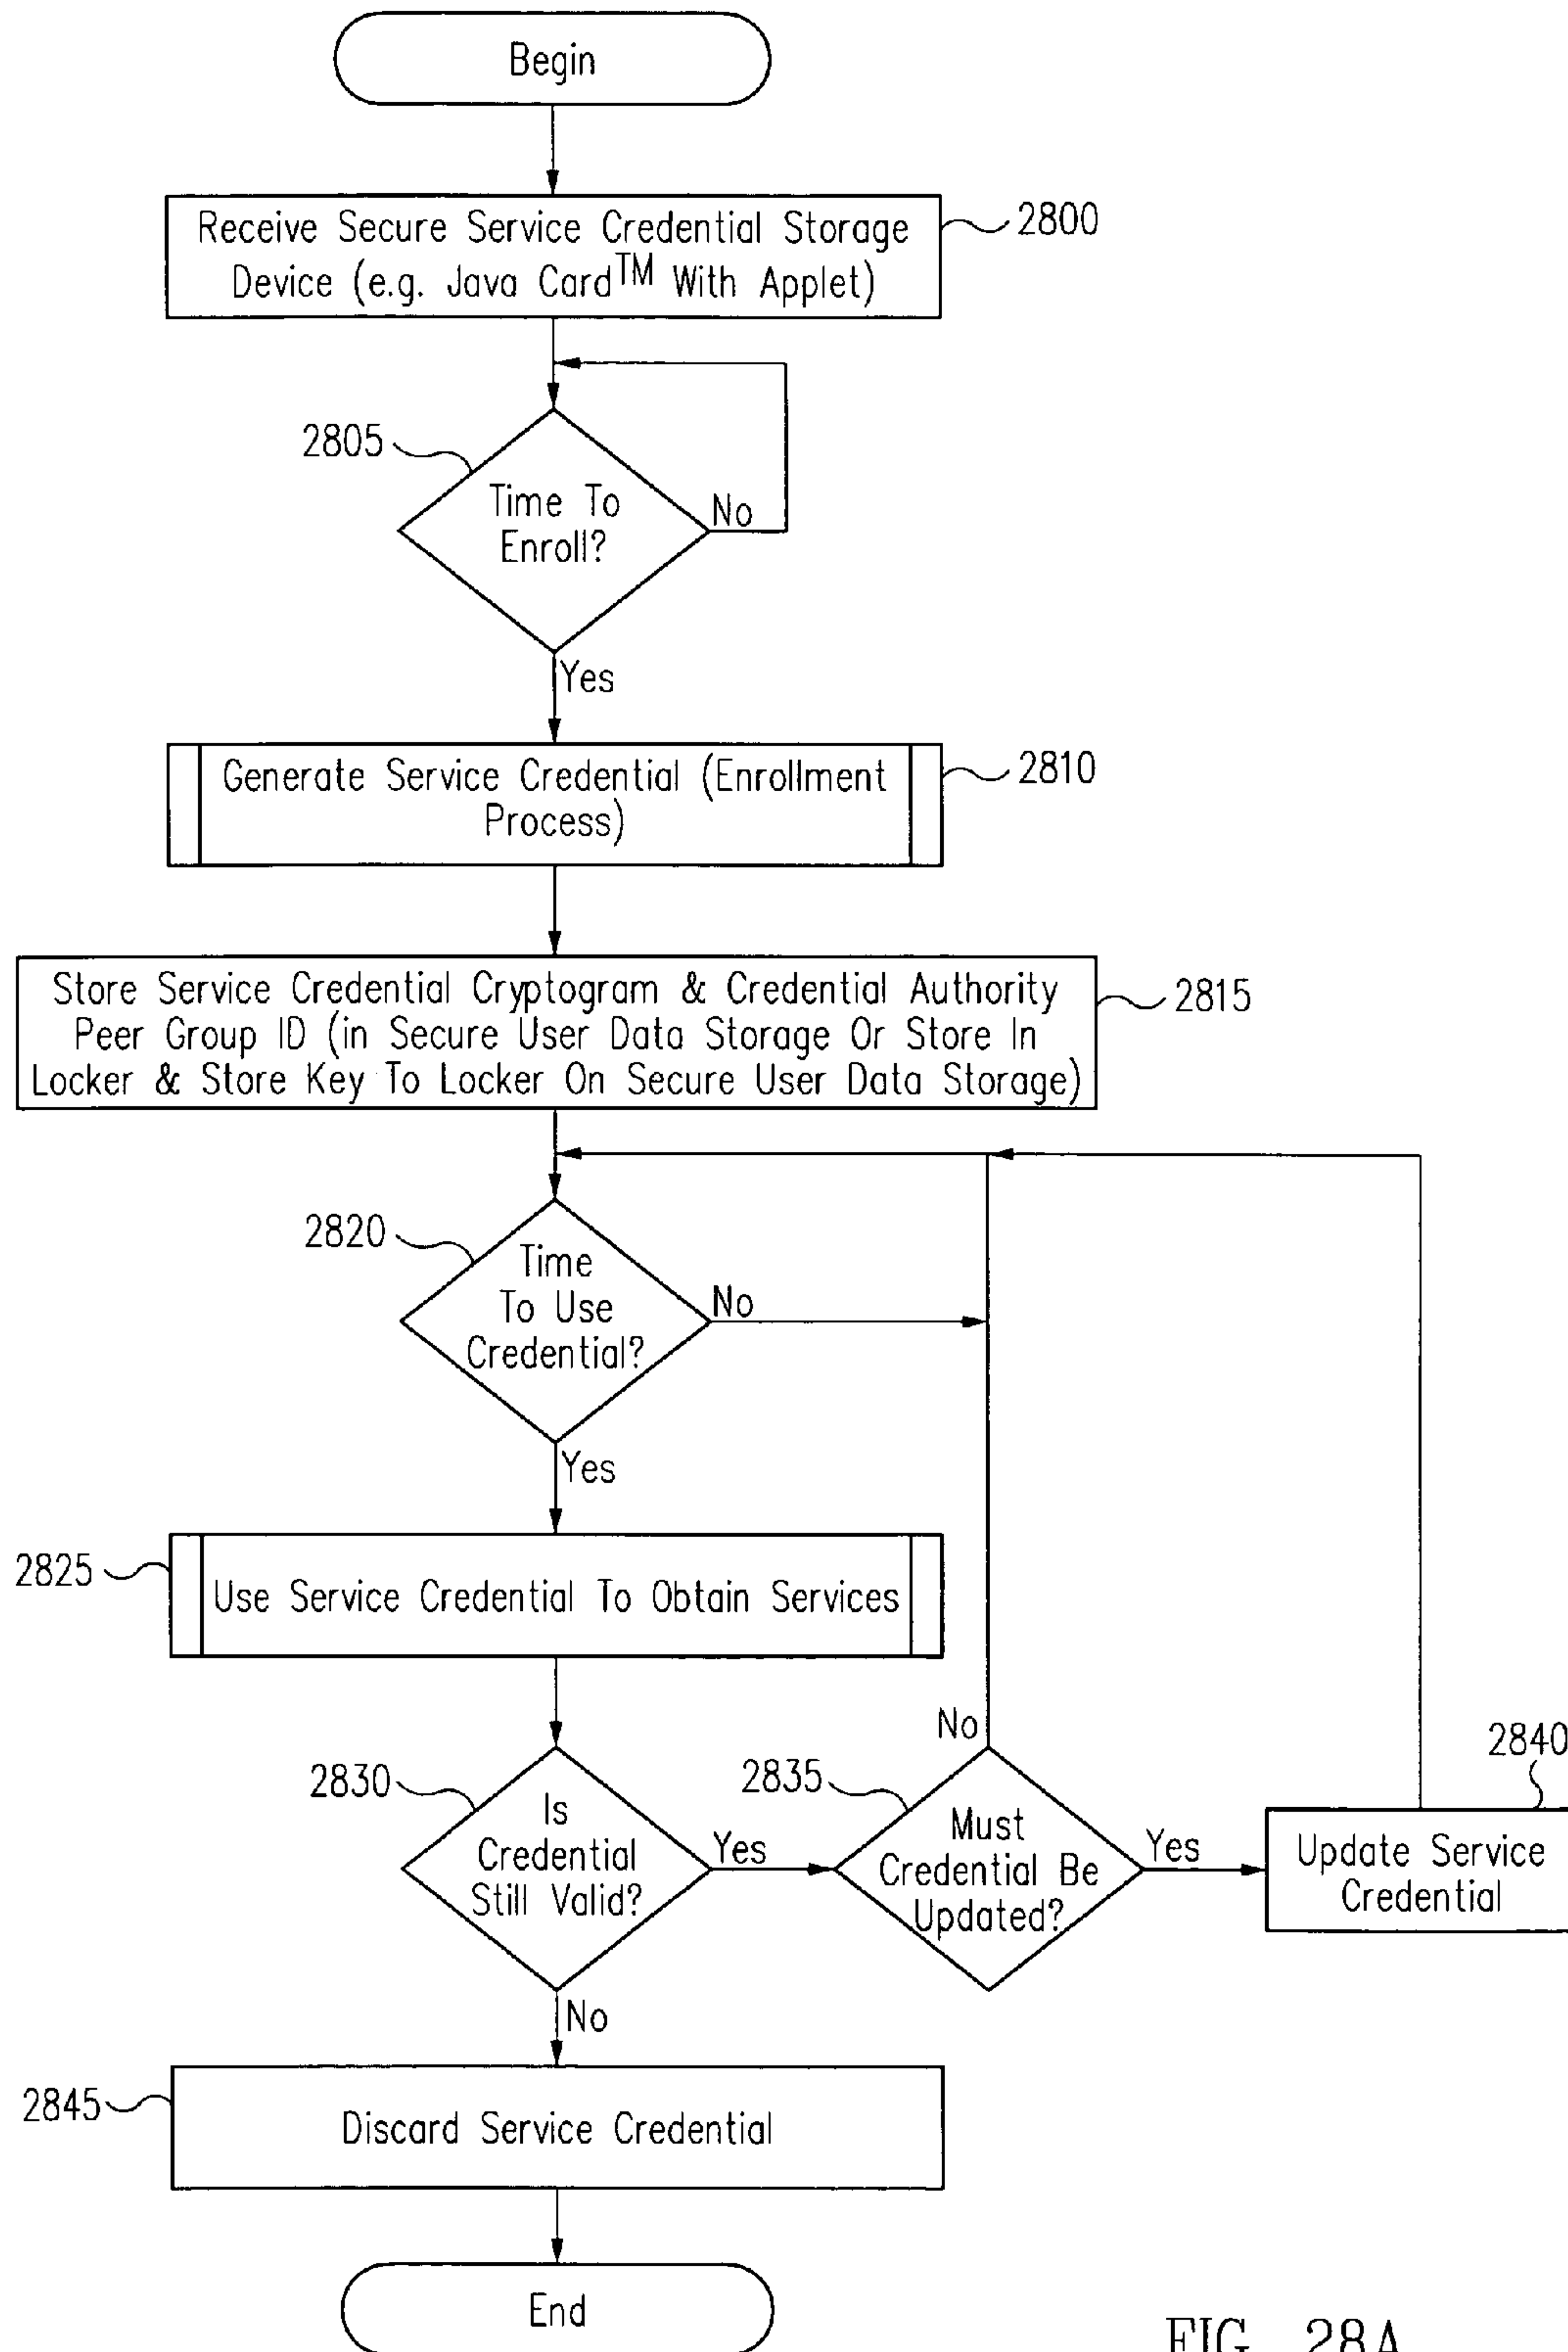 Begin
Receive Secure Service Credential Storage
Device (e.g. Java Card™ With Applet)
2800
2805
Time To
Enroll?
No
Yes
Generate Service Credential (Enrollment
Process)
2810
Store Service Credential Cryptogram & Credential Authority
Peer Group ID (in Secure User Data Storage Or Store In
Locker & Store Key To Locker On Secure User Data Storage)
2815
2820
Time
To Use
Credential?
No
Yes
2825
Use Service Credential To Obtain Services
2830
Is
Credential
Still Valid?
Yes
No
2835
Must
Credential Be
Updated?
No
Yes
2840
Update Service
Credential
2845
Discard Service Credential
End
FIG. 28A